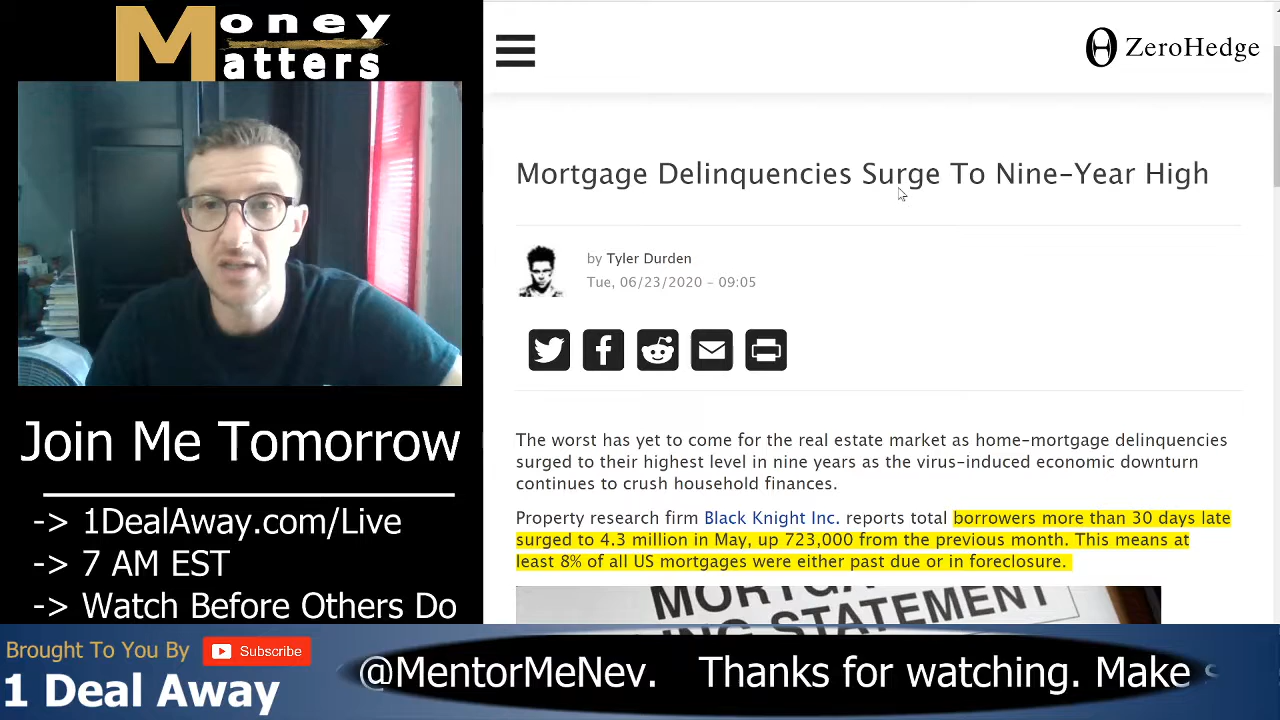 Money
Matters
Join Me Tomorrow
-> 1DealAway.com/Live
-> 7 AM EST
-> Watch Before Others Do
ZeroHedge
Mortgage Delinquencies Surge To Nine-Year High
by Tyler Durden
Tue, 06/23/2020 - 09:05
The worst has yet to come for the real estate market as home-mortgage delinquencies
surged to their highest level in nine years as the virus-induced economic downturn
continues to crush household finances.
Property research firm Black Knight Inc. reports total borrowers more than 30 days late
surged to 4.3 million in May, up 723,000 from the previous month. This means at
least 8% of all US mortgages were either past due or in foreclosure.
STATEMENT
Brought To You By Subscribe
1 Deal Away
@MentorMeNev. Thanks for watching. Make